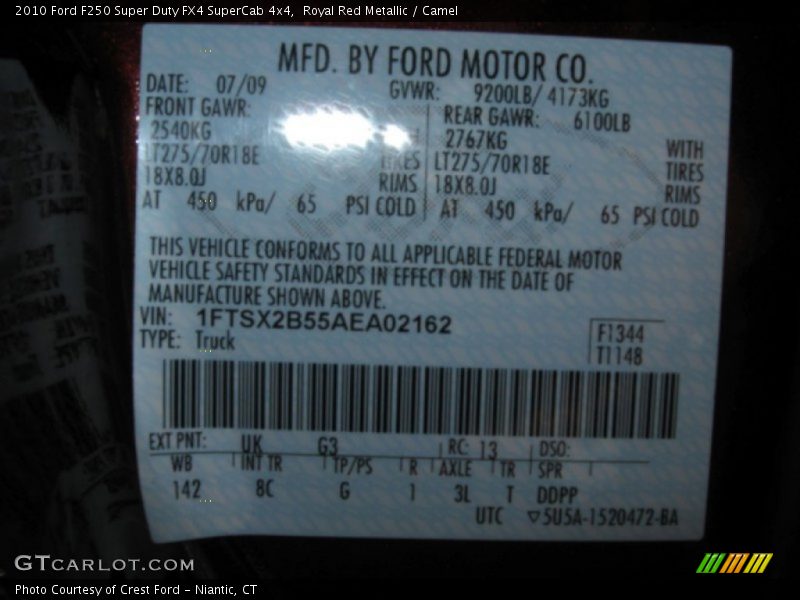 2010 Ford F250 Super Duty FX4 SuperCab 4x4, Royal Red Metallic / Camel
MFD. BY FORD MOTOR CO.
DATE: 07/09 GVWR: 9200LB/ 4173KG
FRONT GAWR: REAR GAWR: 6100LB
2540KG 2767KG WITH
LT275/70R18E TIRES LT275/70R18E TIRES
18X8.0J RIMS 18X8.0J RIMS
AT 450 kPa/ 65 PSI COLD AT 450 kPa/ 65 PSI COLD
THIS VEHICLE CONFORMS TO ALL APPLICABLE FEDERAL MOTOR
VEHICLE SAFETY STANDARDS IN EFFECT ON THE DATE OF
MANUFACTURE SHOWN ABOVE.
VIN: 1FTSX2B55AEA02162
TYPE: Truck
F1344
T1148
EXT PNT: UK G3 RC: 13 DSO:
WB INT TR TP/PS R AXLE TR SPR
142 8C G 1 3L T DDPP
UTC ▽5U5A-1520472-BA
GTCARLOT.COM
Photo Courtesy of Crest Ford - Niantic, CT